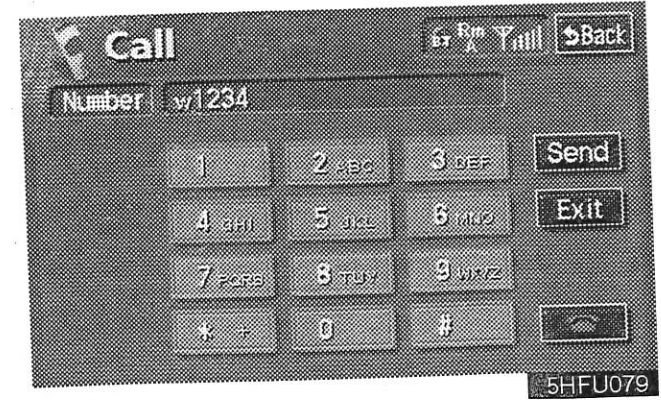 Call Rm A Back
Number w1234
1 2 ABC 3 DEF Send
4 GHI 5 JKL 6 MNO Exit
7 PQRS 8 TUV 9 WXYZ
* + 0 #
5HFU079